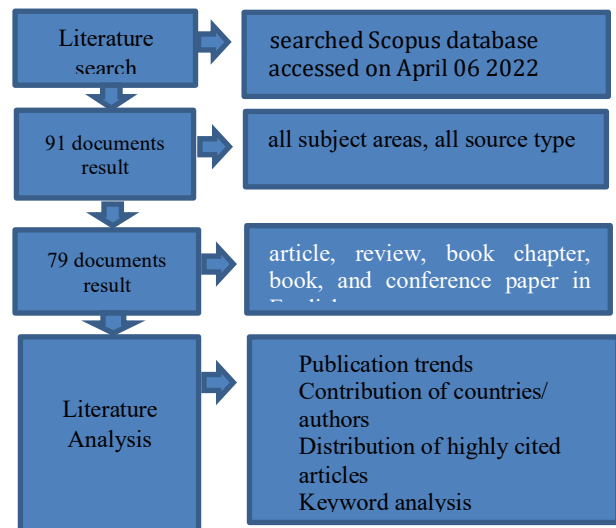 Literature
search
searched Scopus database
accessed on April 06 2022
91 documents
result
all subject areas, all source type
79 documents
result
article, review, book chapter,
book, and conference paper in
Literature
Analysis
Publication trends
Contribution of countries/
authors
Distribution of highly cited
articles
Keyword analysis